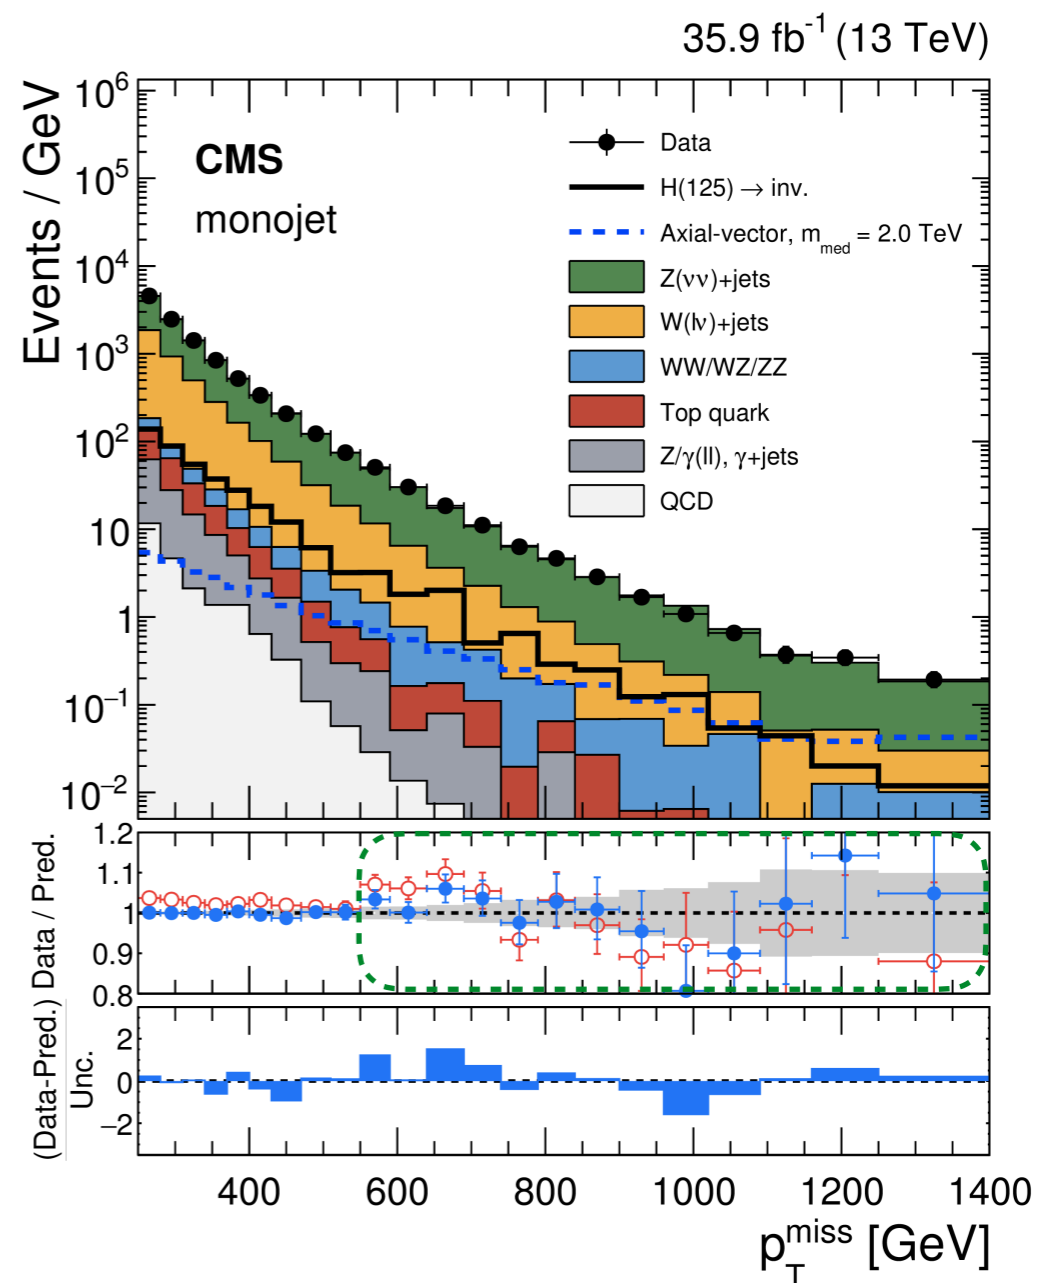 35.9 fb⁻¹ (13 TeV)
Events / GeV
10⁶
10⁵
10⁴
10³
10²
10
1
10⁻¹
10⁻²
CMS
monojet
Data
H(125) → inv.
Axial-vector, m_med = 2.0 TeV
Z(νν)+jets
W(lν)+jets
WW/WZ/ZZ
Top quark
Z/γ(ll), γ+jets
QCD
Data / Pred.
1.2
1.1
1
0.9
0.8
(Data-Pred.)
Unc.
2
0
−2
400 600 800 1000 1200 1400
p_T^miss [GeV]